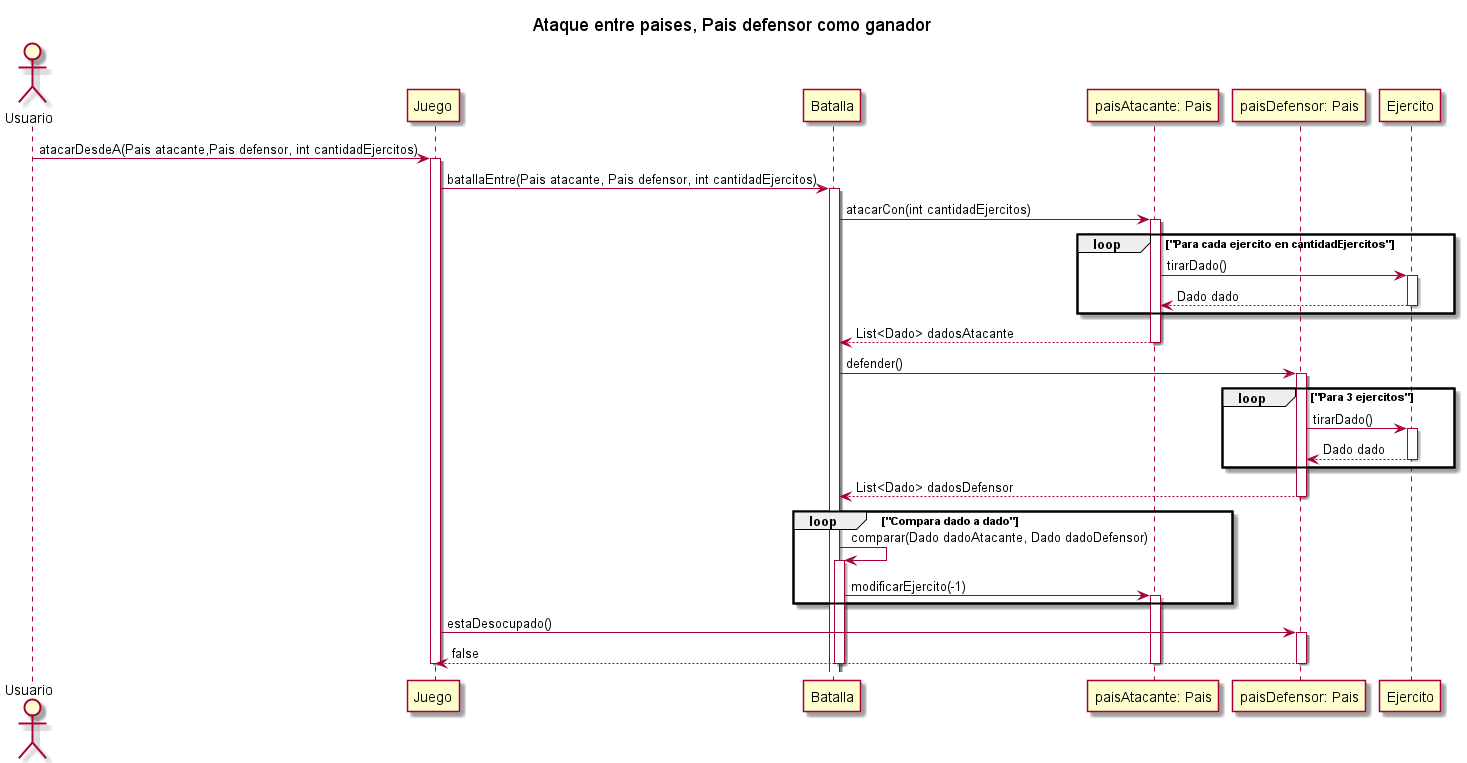 Ataque entre paises, Pais defensor como ganador
Usuario
Juego
Batalla
paisAtacante: Pais
paisDefensor: Pais
Ejercito
atacarDesdeA(Pais atacante,Pais defensor, int cantidadEjercitos)
batallaEntre(Pais atacante, Pais defensor, int cantidadEjercitos)
atacarCon(int cantidadEjercitos)
loop ["Para cada ejercito en cantidadEjercitos"]
tirarDado()
Dado dado
List<Dado> dadosAtacante
defender()
loop ["Para 3 ejercitos"]
tirarDado()
Dado dado
List<Dado> dadosDefensor
loop ["Compara dado a dado"]
comparar(Dado dadoAtacante, Dado dadoDefensor)
modificarEjercito(-1)
estaDesocupado()
false
Usuario
Juego
Batalla
paisAtacante: Pais
paisDefensor: Pais
Ejercito